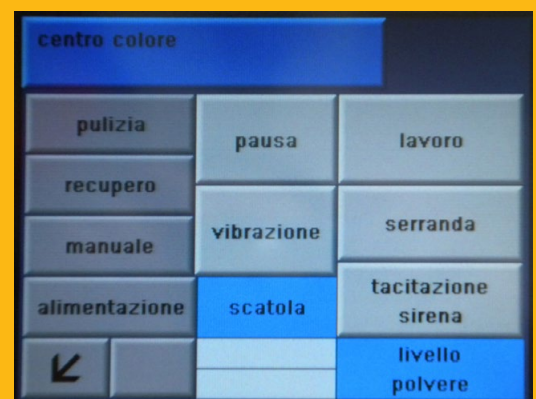 centro colore
pulizia
pausa
lavoro
recupero
vibrazione
serranda
manuale
alimentazione
scatola
tacitazione
sirena
livello
polvere